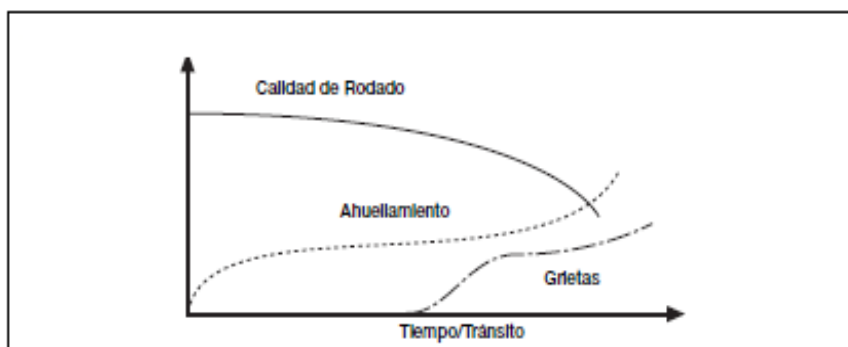 Calidad de Rodado
Ahuellamiento
Grietas
Tiempo/Tránsito